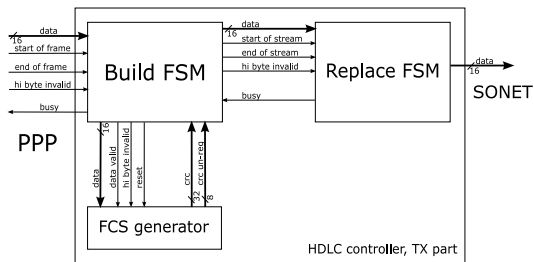 data
16
start of frame
end of frame
hi byte invalid
busy
PPP
Build FSM
data
16
start of stream
end of stream
hi byte invalid
busy
Replace FSM
data
16
SONET
data
16
data valid
hi byte invalid
reset
crc
32
crc un-reg
8
FCS generator
HDLC controller, TX part